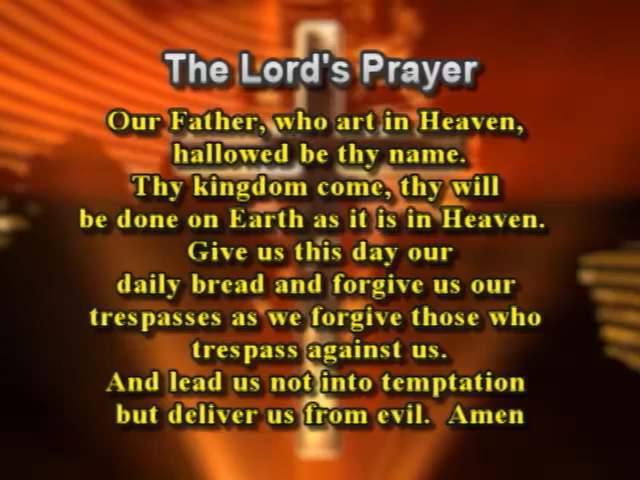 The Lord's Prayer
Our Father, who art in Heaven,
hallowed be thy name.
Thy kingdom come, thy will
be done on Earth as it is in Heaven.
Give us this day our
daily bread and forgive us our
trespasses as we forgive those who
trespass against us.
And lead us not into temptation
but deliver us from evil.  Amen